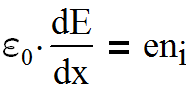 ε₀·dE/dx = enᵢ